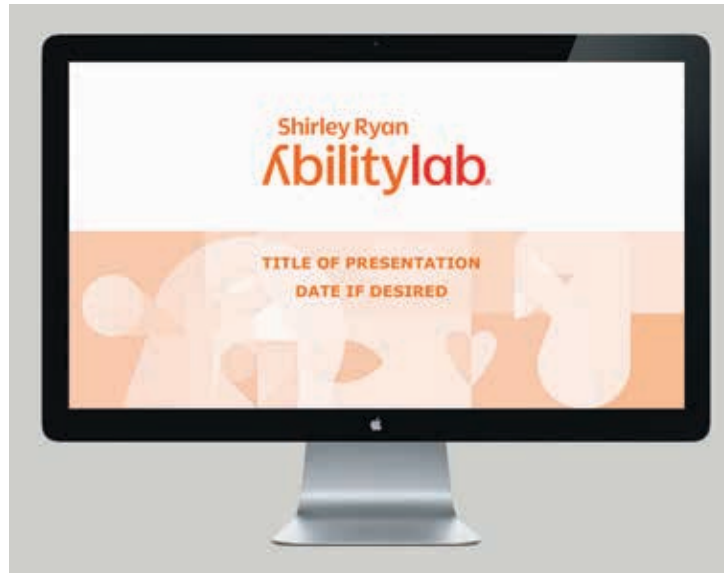 Shirley Ryan
Abilitylab
TITLE OF PRESENTATION
DATE IF DESIRED